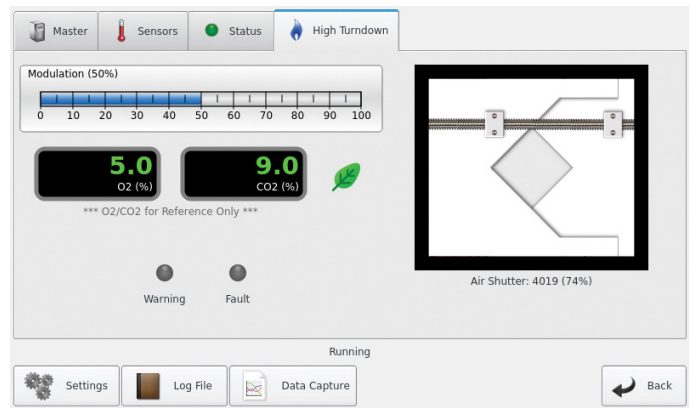 Master Sensors Status High Turndown
Modulation (50%)
0 10 20 30 40 50 60 70 80 90 100
5.0 9.0
O2 (%) CO2 (%)
*** O2/CO2 for Reference Only ***
Warning Fault
Air Shutter: 4019 (74%)
Running
Settings Log File Data Capture Back